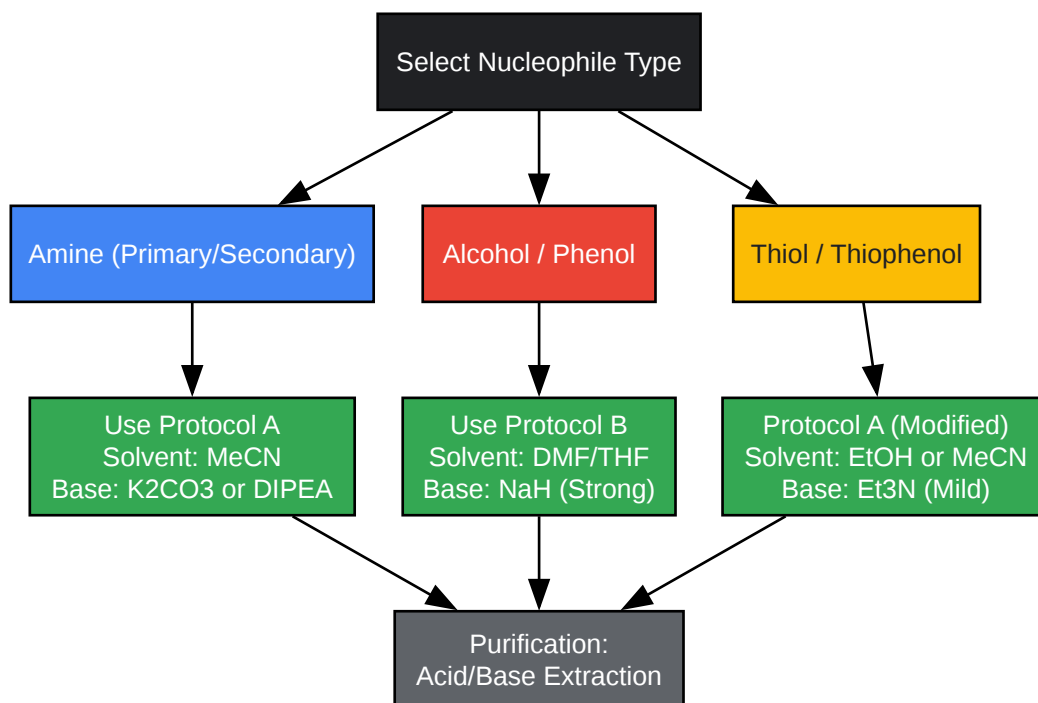 Select Nucleophile Type
Amine (Primary/Secondary)
Alcohol / Phenol
Thiol / Thiophenol
Use Protocol A
Solvent: MeCN
Base: K2CO3 or DIPEA
Use Protocol B
Solvent: DMF/THF
Base: NaH (Strong)
Protocol A (Modified)
Solvent: EtOH or MeCN
Base: Et3N (Mild)
Purification:
Acid/Base Extraction